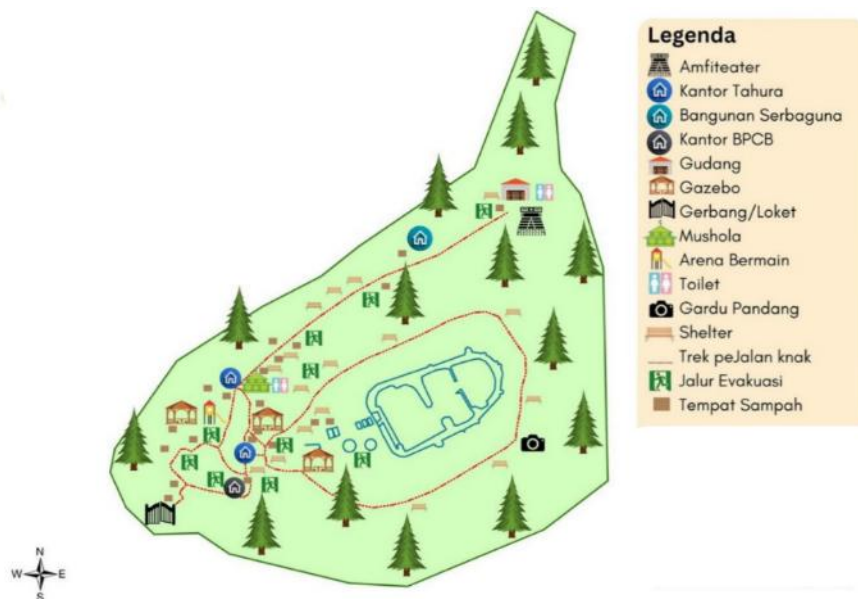 Legenda
Amfiteater
Kantor Tahura
Bangunan Serbaguna
Kantor BPCB
Gudang
Gazebo
Gerbang/Loket
Mushola
Arena Bermain
Toilet
Gardu Pandang
Shelter
Trek peJalan knak
Jalur Evakuasi
Tempat Sampah
N
W E
S